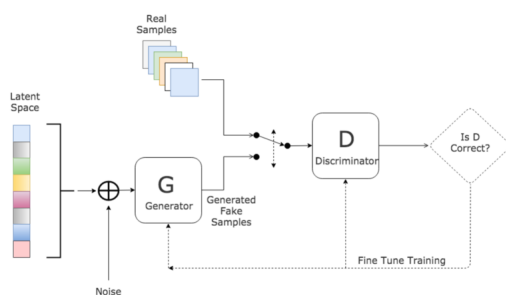 Real
Samples
Latent
Space
G
Generator
Generated
Fake
Samples
D
Discriminator
Is D
Correct?
Fine Tune Training
Noise